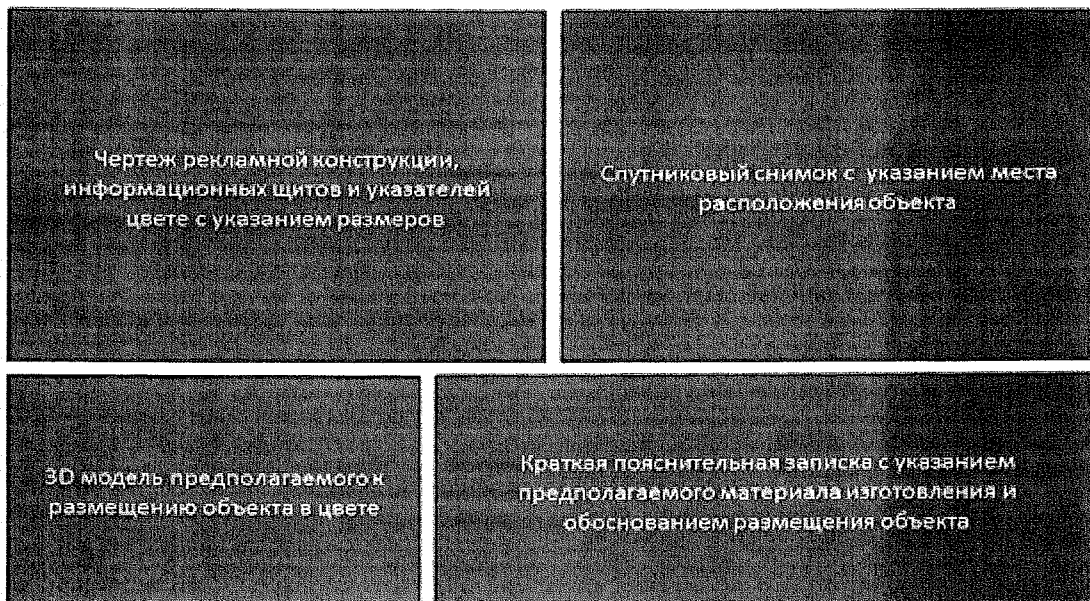 Чертеж рекламной конструкции,
информационных щитов и указателей
цвете с указанием размеров
Спутниковый снимок с указанием места
расположения объекта
3D модель предполагаемого к
размещению объекта в цвете
Краткая пояснительная записка с указанием
предполагаемого материала изготовления и
обоснованием размещения объекта